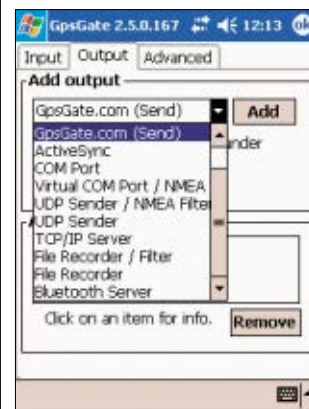 GpsGate 2.5.0.167 12:13 ok
Input Output Advanced
Add output
GpsGate.com (Send) Add
GpsGate.com (Send)
ActiveSync
COM Port
Virtual COM Port / NMEA
UDP Sender / NMEA Filter
UDP Sender
TCP/IP Server
File Recorder / Filter
File Recorder
Bluetooth Server
Click on an item for info. Remove